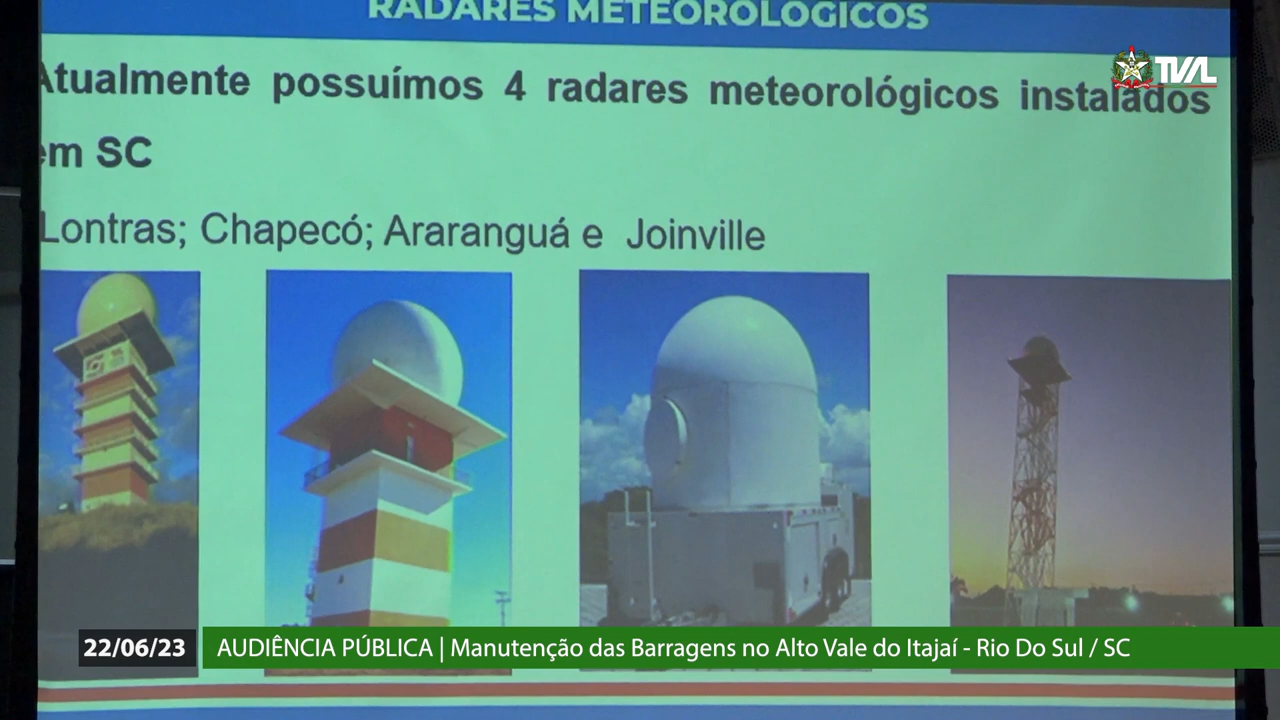 RADARES METEOROLÓGICOS
TVAL
Atualmente possuímos 4 radares meteorológicos instalados
em SC
Lontras; Chapecó; Araranguá e Joinville
22/06/23 AUDIÊNCIA PÚBLICA | Manutenção das Barragens no Alto Vale do Itajaí - Rio Do Sul / SC